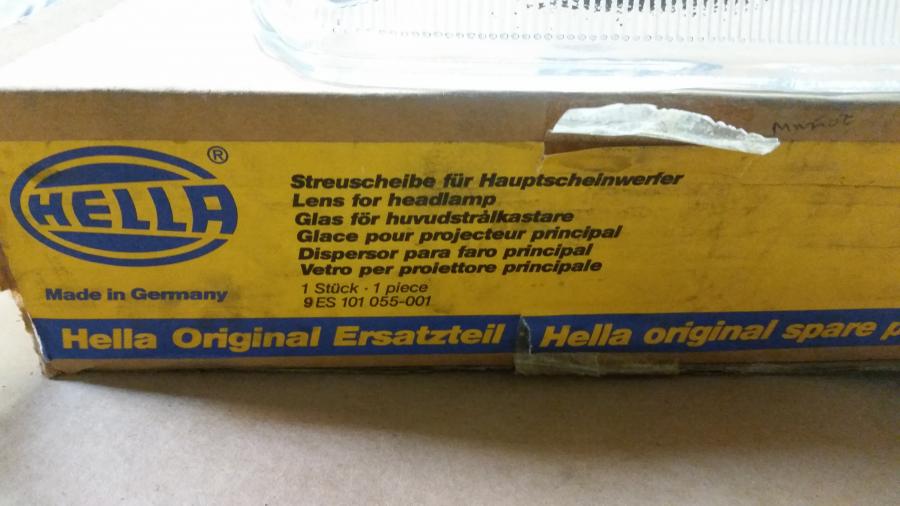 HELLA ®
Made in Germany
Streuscheibe für Hauptscheinwerfer
Lens for headlamp
Glas för huvudstrålkastare
Glace pour projecteur principal
Dispersor para faro principal
Vetro per proiettore principale
1 Stück · 1 piece
9ES 101 055-001
Hella Original Ersatzteil
Hella original spare p